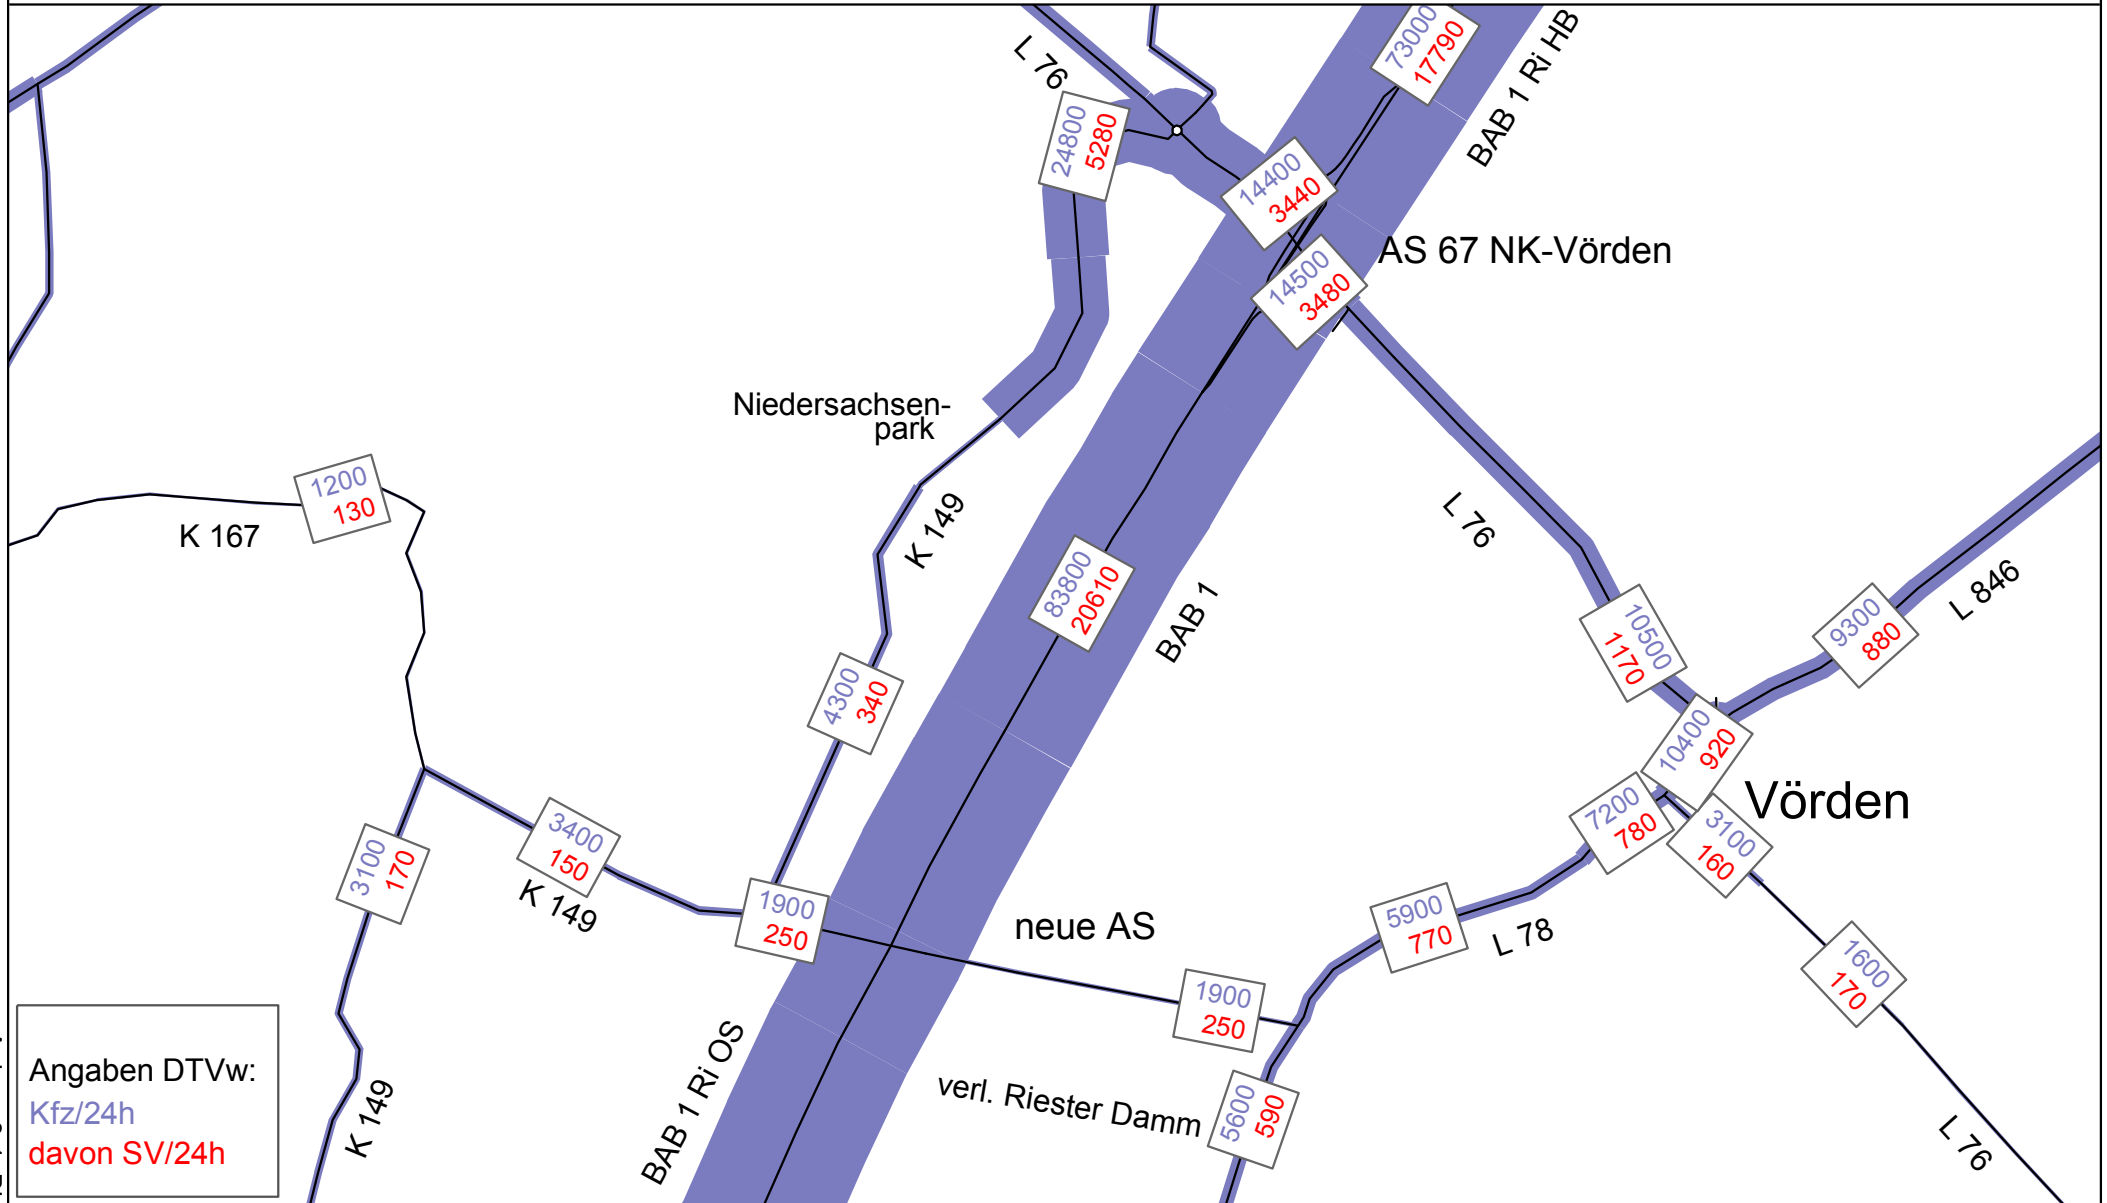 73000
17790
BAB 1 Ri HB
L 76
24800
5280
14400
3440
AS 67 NK-Vörden
14500
3480
Niedersachsen-
park
1200
130
K 167
K 149
L 76
83800
20610
BAB 1
L 846
10500
1170
9300
880
4300
340
10400
920
Vörden
7200
780
3100
160
3400
150
K 149
3100
170
1900
250
neue AS
5900
770
L 78
1600
170
1900
250
BAB 1 Ri OS
verl. Riester Damm
5600
590
K 149
L 76
Angaben DTVw:
Kfz/24h
davon SV/24h